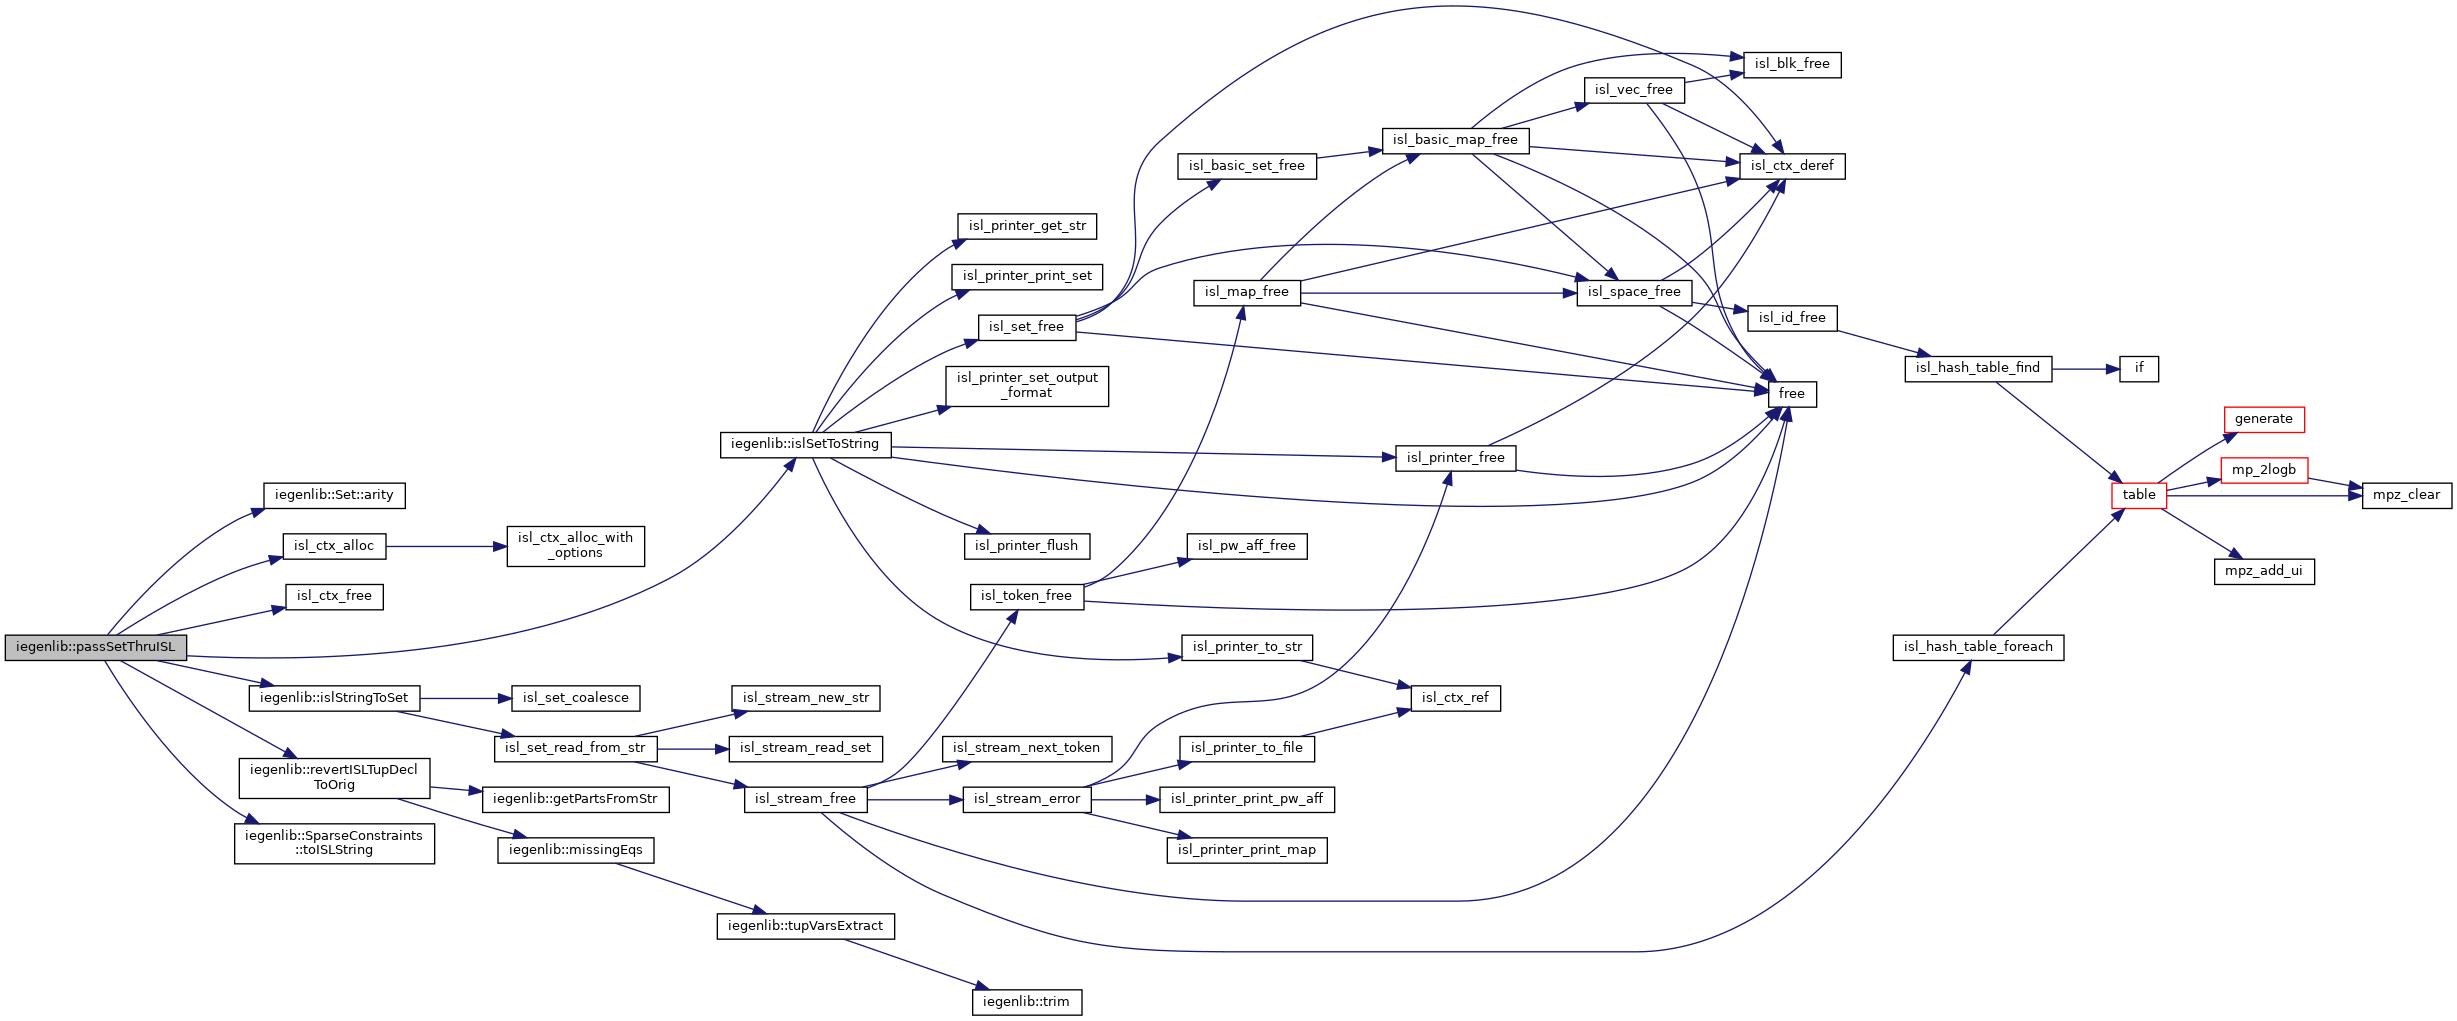 isl_blk_free
isl_vec_free
isl_basic_map_free
isl_basic_set_free
isl_ctx_deref
isl_printer_get_str
isl_printer_print_set
isl_map_free
isl_space_free
isl_id_free
isl_set_free
isl_hash_table_find
if
isl_printer_set_output
_format
free
generate
iegenlib::islSetToString
isl_printer_free
mp_2logb
iegenlib::Set::arity
table
mpz_clear
isl_ctx_alloc
isl_ctx_alloc_with
_options
isl_printer_flush
isl_pw_aff_free
mpz_add_ui
isl_ctx_free
isl_token_free
iegenlib::passSetThruISL
isl_printer_to_str
isl_hash_table_foreach
iegenlib::islStringToSet
isl_set_coalesce
isl_stream_new_str
isl_ctx_ref
isl_set_read_from_str
isl_stream_read_set
isl_stream_next_token
isl_printer_to_file
iegenlib::revertISLTupDecl
ToOrig
iegenlib::getPartsFromStr
isl_stream_free
isl_stream_error
isl_printer_print_pw_aff
iegenlib::SparseConstraints
::toISLString
iegenlib::missingEqs
isl_printer_print_map
iegenlib::tupVarsExtract
iegenlib::trim